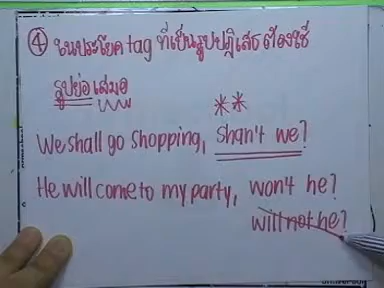 ④ ในประโยค tag ที่เป็นรูปปฏิเสธ ต้องใช้
รูปย่อ เสมอ
We shall go shopping, shan't we?
He will come to my party, won't he?
will not he?